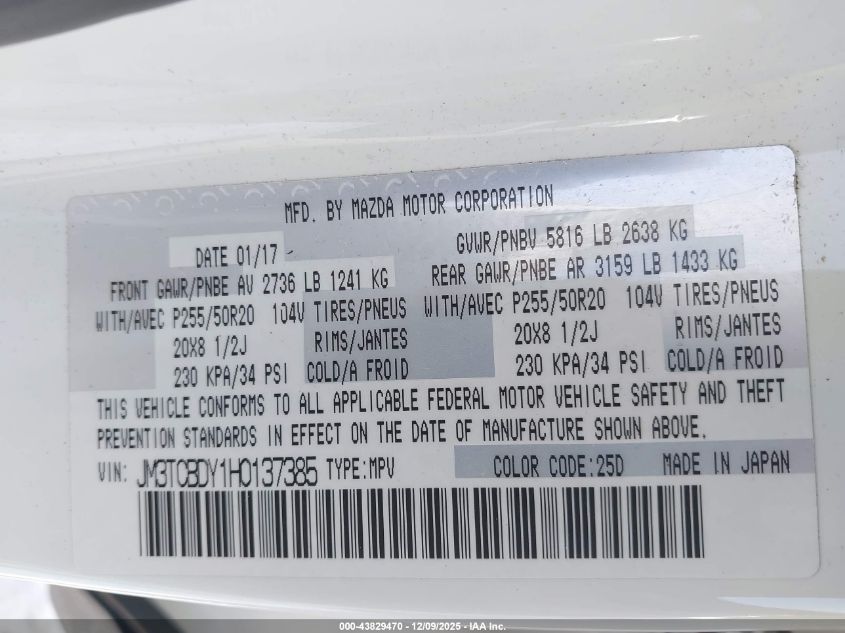 MFD. BY MAZDA MOTOR CORPORATION
DATE 01/17 GVWR/PNBV 5816 LB 2638 KG
FRONT GAWR/PNBE AV 2736 LB 1241 KG REAR GAWR/PNBE AR 3159 LB 1433 KG
WITH/AVEC P255/50R20 104V TIRES/PNEUS WITH/AVEC P255/50R20 104V TIRES/PNEUS
20X8 1/2J RIMS/JANTES 20X8 1/2J RIMS/JANTES
230 KPA/34 PSI COLD/A FROID 230 KPA/34 PSI COLD/A FROID
THIS VEHICLE CONFORMS TO ALL APPLICABLE FEDERAL MOTOR VEHICLE SAFETY AND THEFT
PREVENTION STANDARDS IN EFFECT ON THE DATE OF MANUFACTURE SHOWN ABOVE.
VIN: JM3TCBDY1H0137385 TYPE:MPV COLOR CODE:25D MADE IN JAPAN
000-43829470 - 12/09/2025 - IAA Inc.